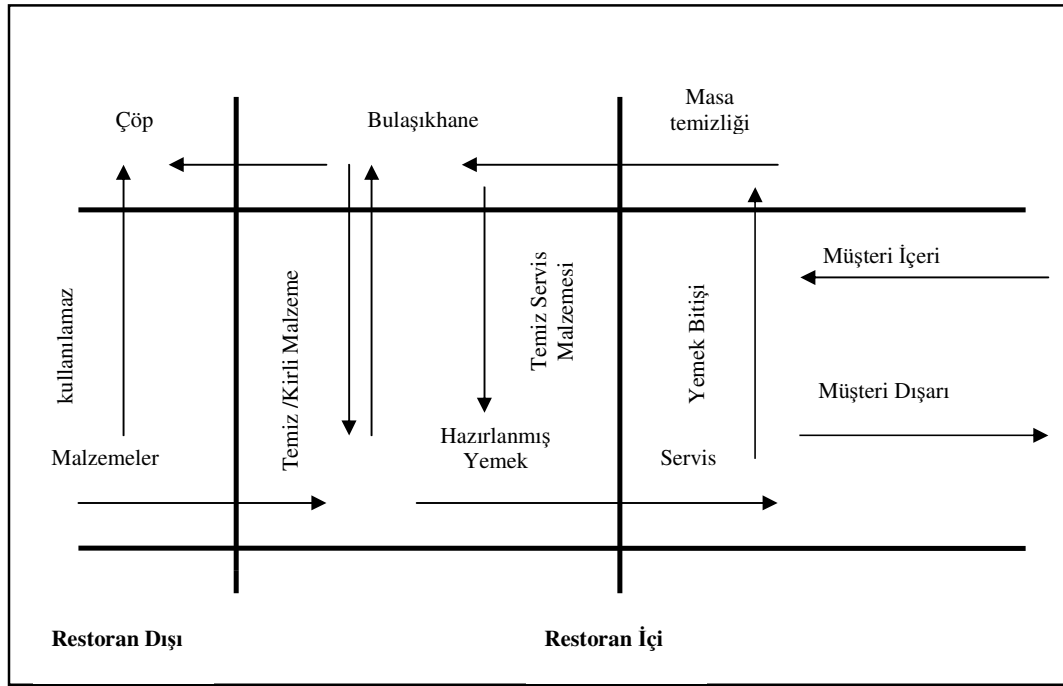 Çöp
Bulaşıkhane
Masa
temizliği
kullanılamaz
Temiz /Kirli Malzeme
Temiz Servis
Malzemesi
Yemek Bitişi
Müşteri İçeri
Müşteri Dışarı
Malzemeler
Hazırlanmış
Yemek
Servis
Restoran Dışı
Restoran İçi